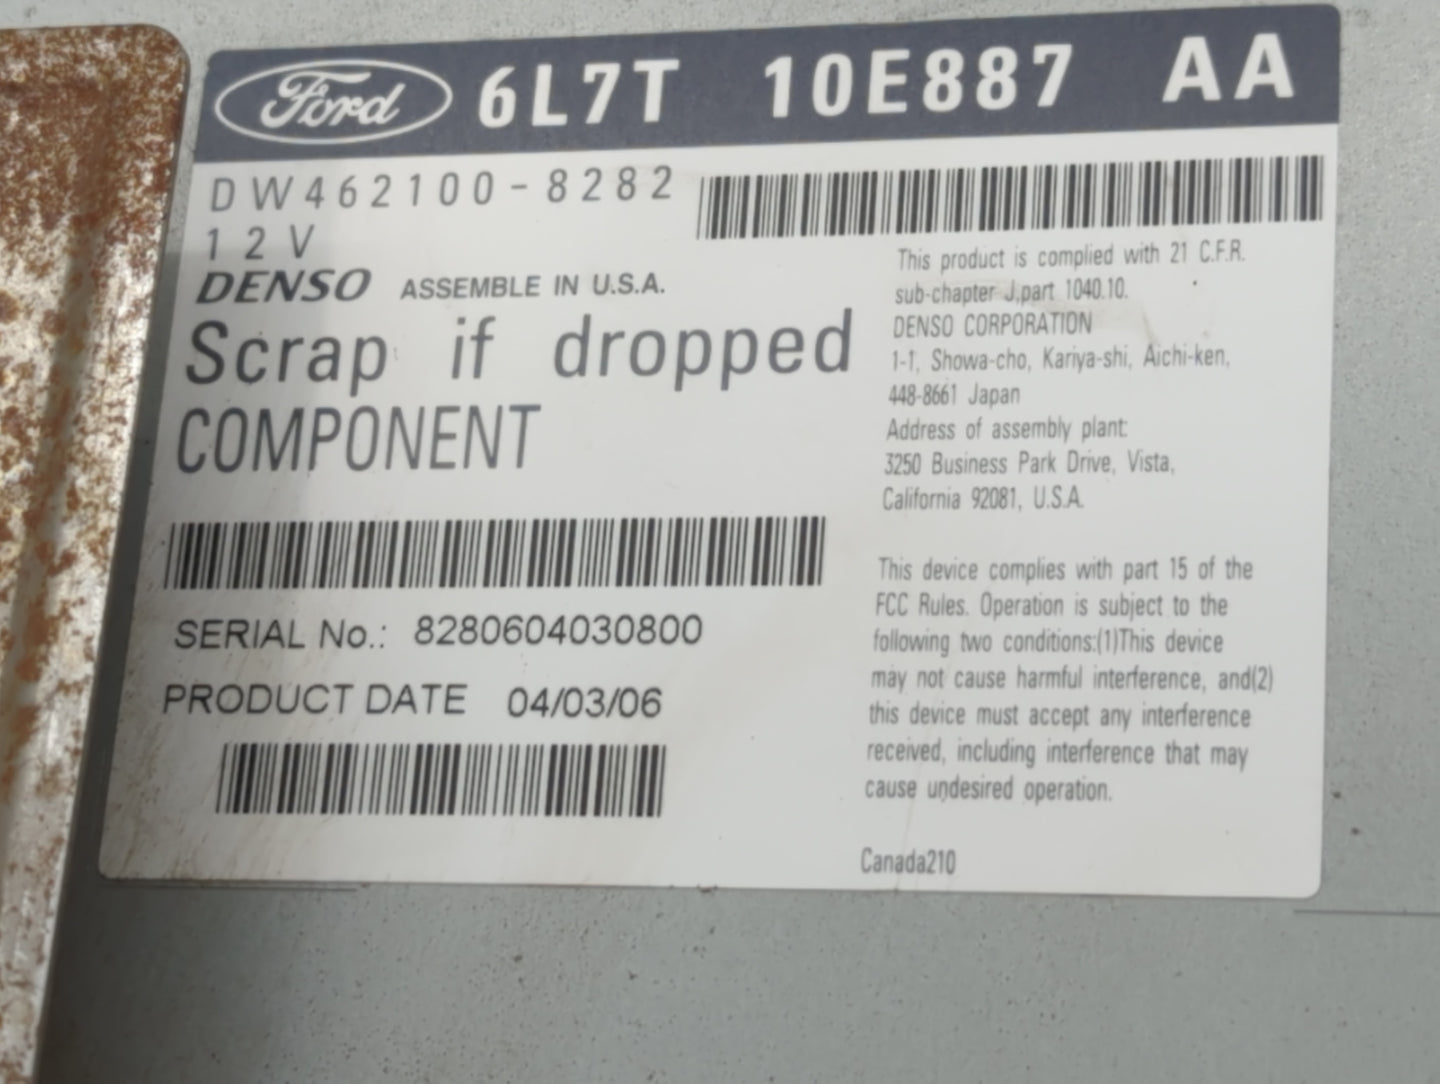 Ford 6L7T 10E887 AA
DW462100-8282
12V
DENSO ASSEMBLE IN U.S.A.
Scrap if dropped
COMPONENT
SERIAL No.: 8280604030800
PRODUCT DATE 04/03/06
This product is complied with 21 C.F.R.
sub-chapter J,part 1040.10.
DENSO CORPORATION
1-1, Showa-cho, Kariya-shi, Aichi-ken,
448-8661 Japan
Address of assembly plant:
3250 Business Park Drive, Vista,
California 92081, U.S.A.
This device complies with part 15 of the
FCC Rules. Operation is subject to the
following two conditions:(1)This device
may not cause harmful interference, and(2)
this device must accept any interference
received, including interference that may
cause undesired operation.
Canada210